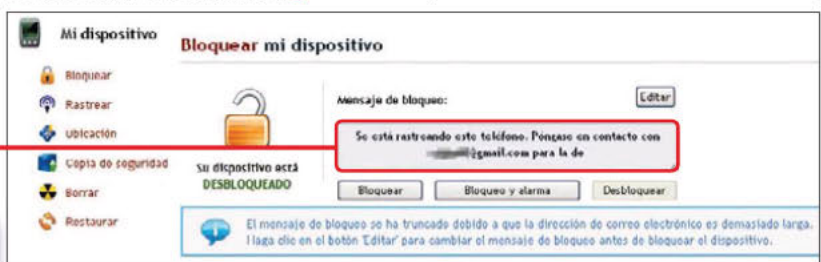 Mi dispositivo
Bloquear
Rastrear
Ubicación
Copia de seguridad
Borrar
Restaurar
Bloquear mi dispositivo
Su dispositivo está
DESBLOQUEADO
Mensaje de bloqueo:
Editar
Se está rastreando este teléfono. Póngase en contacto con
@gmail.com para la de
Bloquear
Bloqueo y alarma
Desbloquear
El mensaje de bloqueo se ha truncado debido a que la dirección de correo electrónico es demasiado larga.
Haga clic en el botón 'Editar' para cambiar el mensaje de bloqueo antes de bloquear el dispositivo.